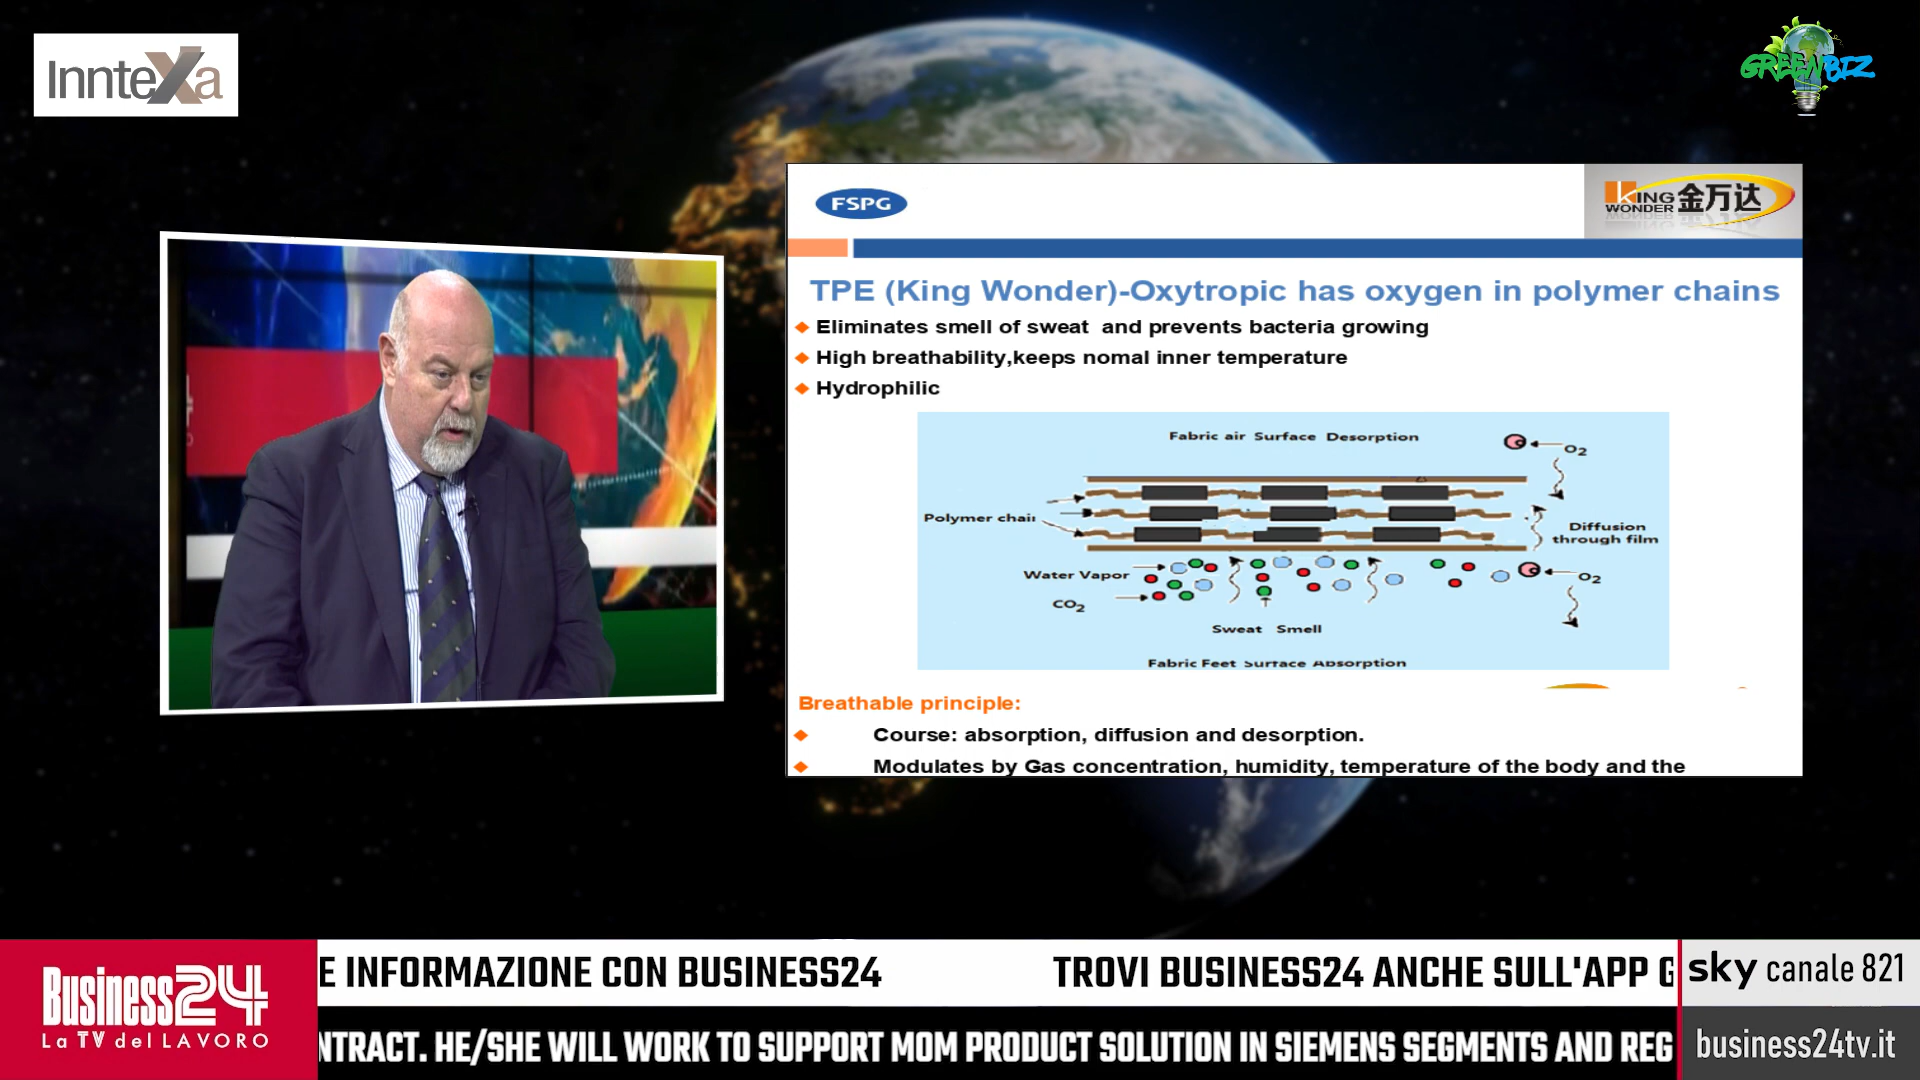 InnteXa
GREENBIZ
FSPG
KING
WONDER
金万达
TPE (King Wonder)-Oxytropic has oxygen in polymer chains
Eliminates smell of sweat and prevents bacteria growing
High breathability,keeps nomal inner temperature
Hydrophilic
Fabric air Surface Desorption
O2
Polymer chain
Diffusion
through film
Water Vapor
O2
CO2
Sweat Smell
Fabric Feet Surface Absorption
Breathable principle:
Course: absorption, diffusion and desorption.
Modulates by Gas concentration, humidity, temperature of the body and the
Business24
La TV del LAVORO
E INFORMAZIONE CON BUSINESS24 TROVI BUSINESS24 ANCHE SULL'APP G
sky canale 821
NTRACT. HE/SHE WILL WORK TO SUPPORT MOM PRODUCT SOLUTION IN SIEMENS SEGMENTS AND REG
business24tv.it